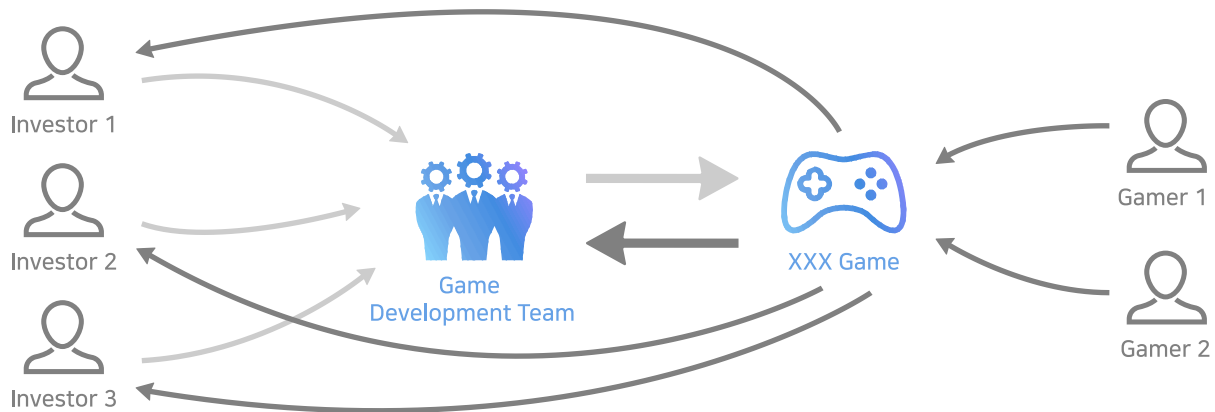 Investor 1
Investor 2
Investor 3
Game
Development Team
XXX Game
Gamer 1
Gamer 2